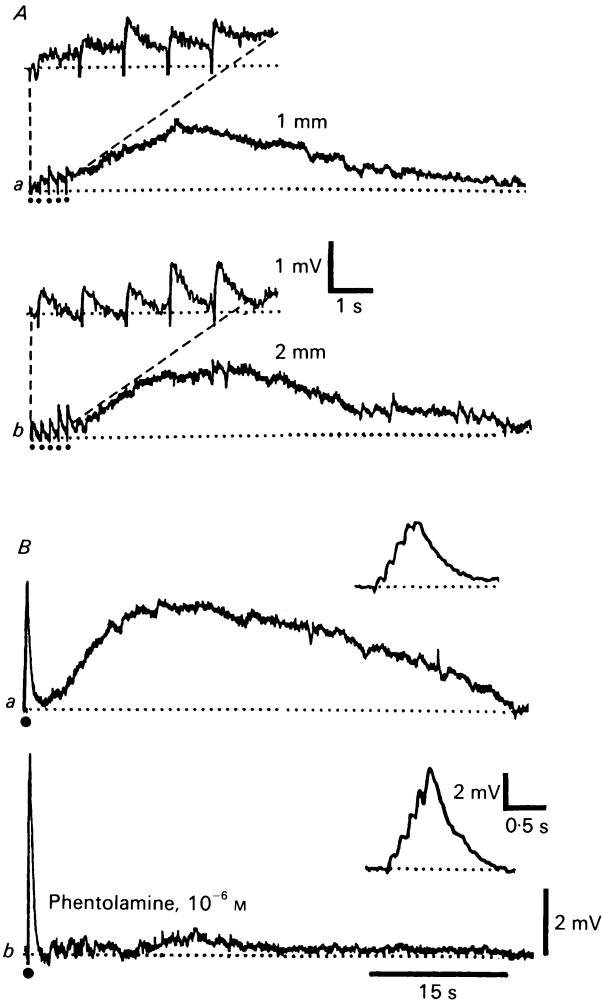 A
1 mm
a
1 mV
1 s
2 mm
b
B
a
2 mV
0·5 s
Phentolamine, 10⁻⁶ M
b
2 mV
15 s